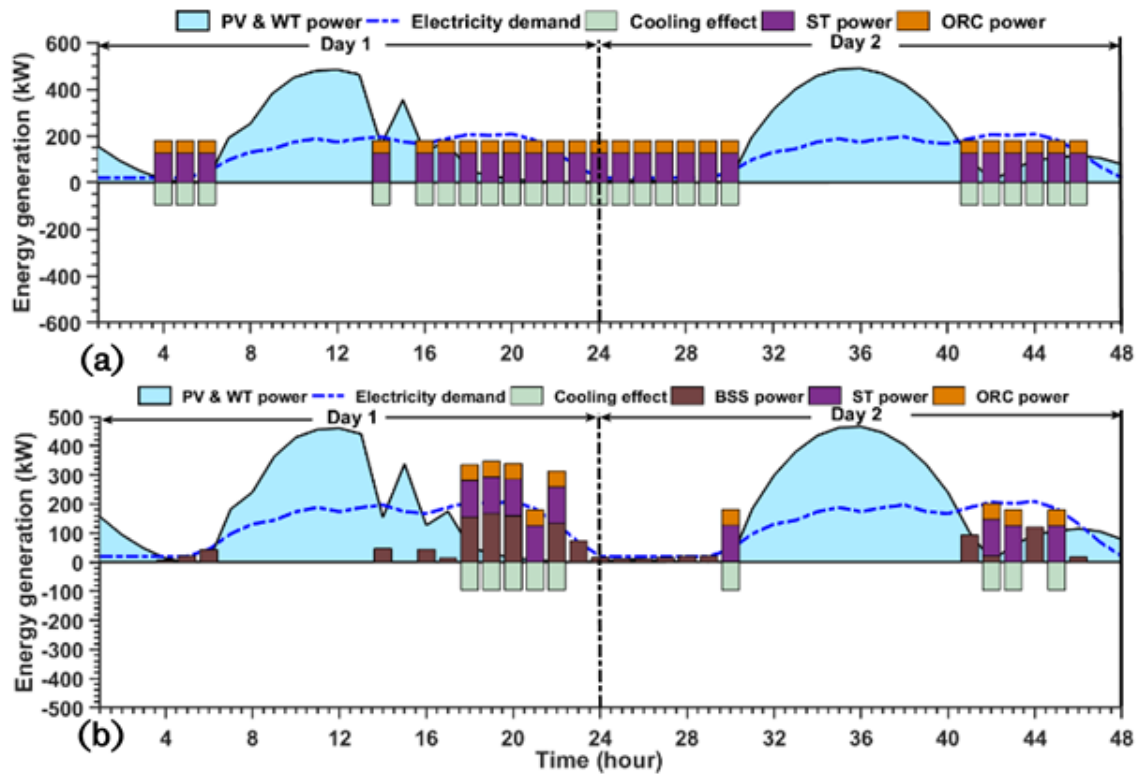 PV & WT power Electricity demand Cooling effect ST power ORC power
Day 1 Day 2
Energy generation (kW)
600
400
200
0
-200
-400
-600
4 8 12 16 20 24 28 32 36 40 44 48
(a)
PV & WT power Electricity demand Cooling effect BSS power ST power ORC power
Day 1 Day 2
Energy generation (kW)
500
400
300
200
100
0
-100
-200
-300
-400
-500
4 8 12 16 20 24 28 32 36 40 44 48
(b)
Time (hour)